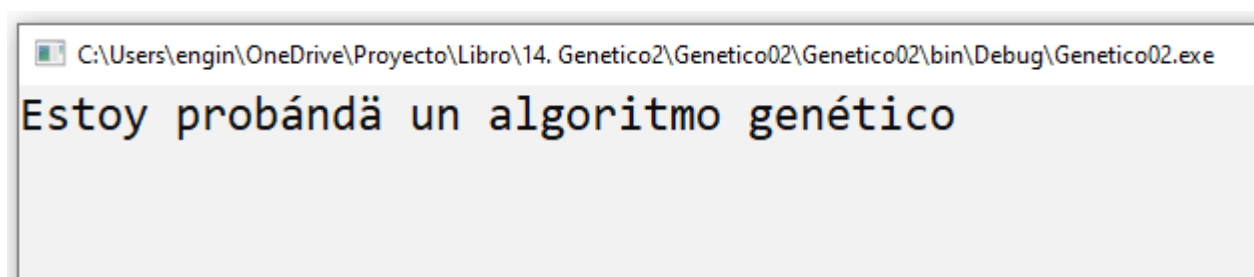 C:\Users\engin\OneDrive\Proyecto\Libro\14. Genetico2\Genetico02\Genetico02\bin\Debug\Genetico02.exe
Estoy probándä un algoritmo genético